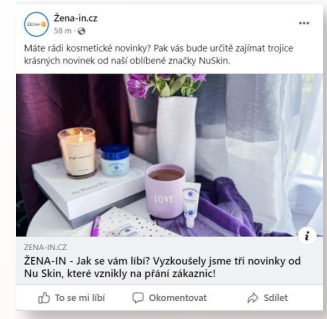 Žena-in.cz
58 m ·
Máte rádi kosmetické novinky? Pak vás bude určitě zajímat trojice
krásných novinek od naší oblíbené značky NuSkin.
LOVE
ZENA-IN.CZ
ŽENA-IN - Jak se vám líbí? Vyzkoušely jsme tři novinky od
Nu Skin, které vznikly na přání zákaznic!
To se mi líbí
Okomentovat
Sdílet